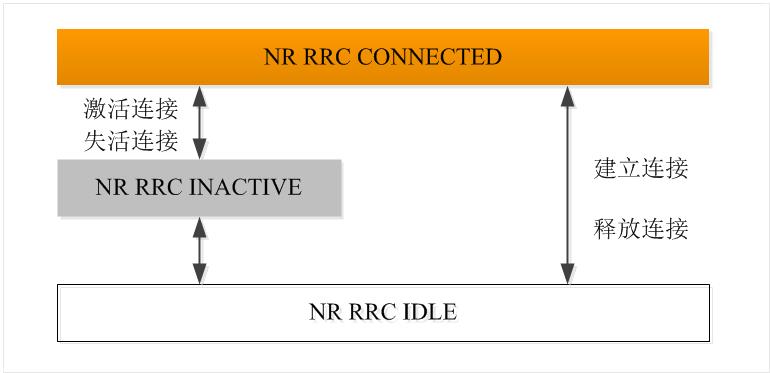 NR RRC CONNECTED
激活连接
失活连接
NR RRC INACTIVE
建立连接
释放连接
NR RRC IDLE